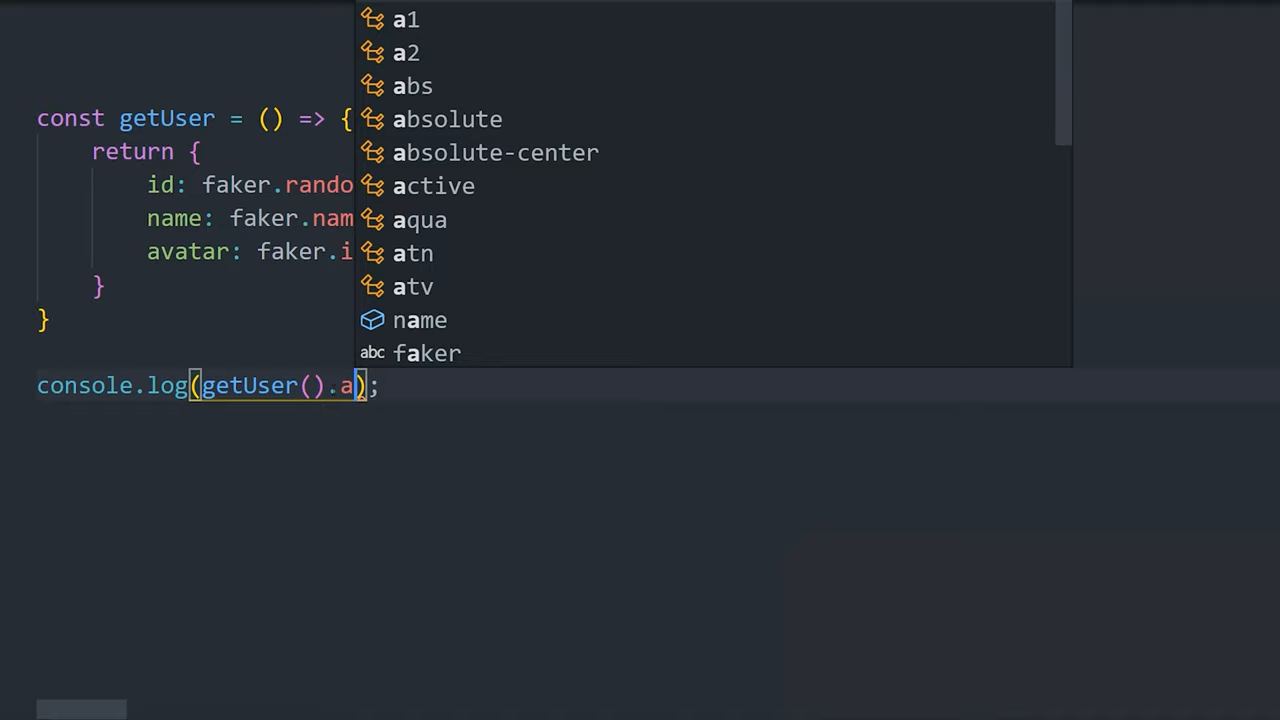 a1
a2
abs
const getUser = () => { absolute
return { absolute-center
id: faker.rando active
name: faker.nam aqua
avatar: faker.i atn
} atv
} name
abc faker
console.log(getUser().a);